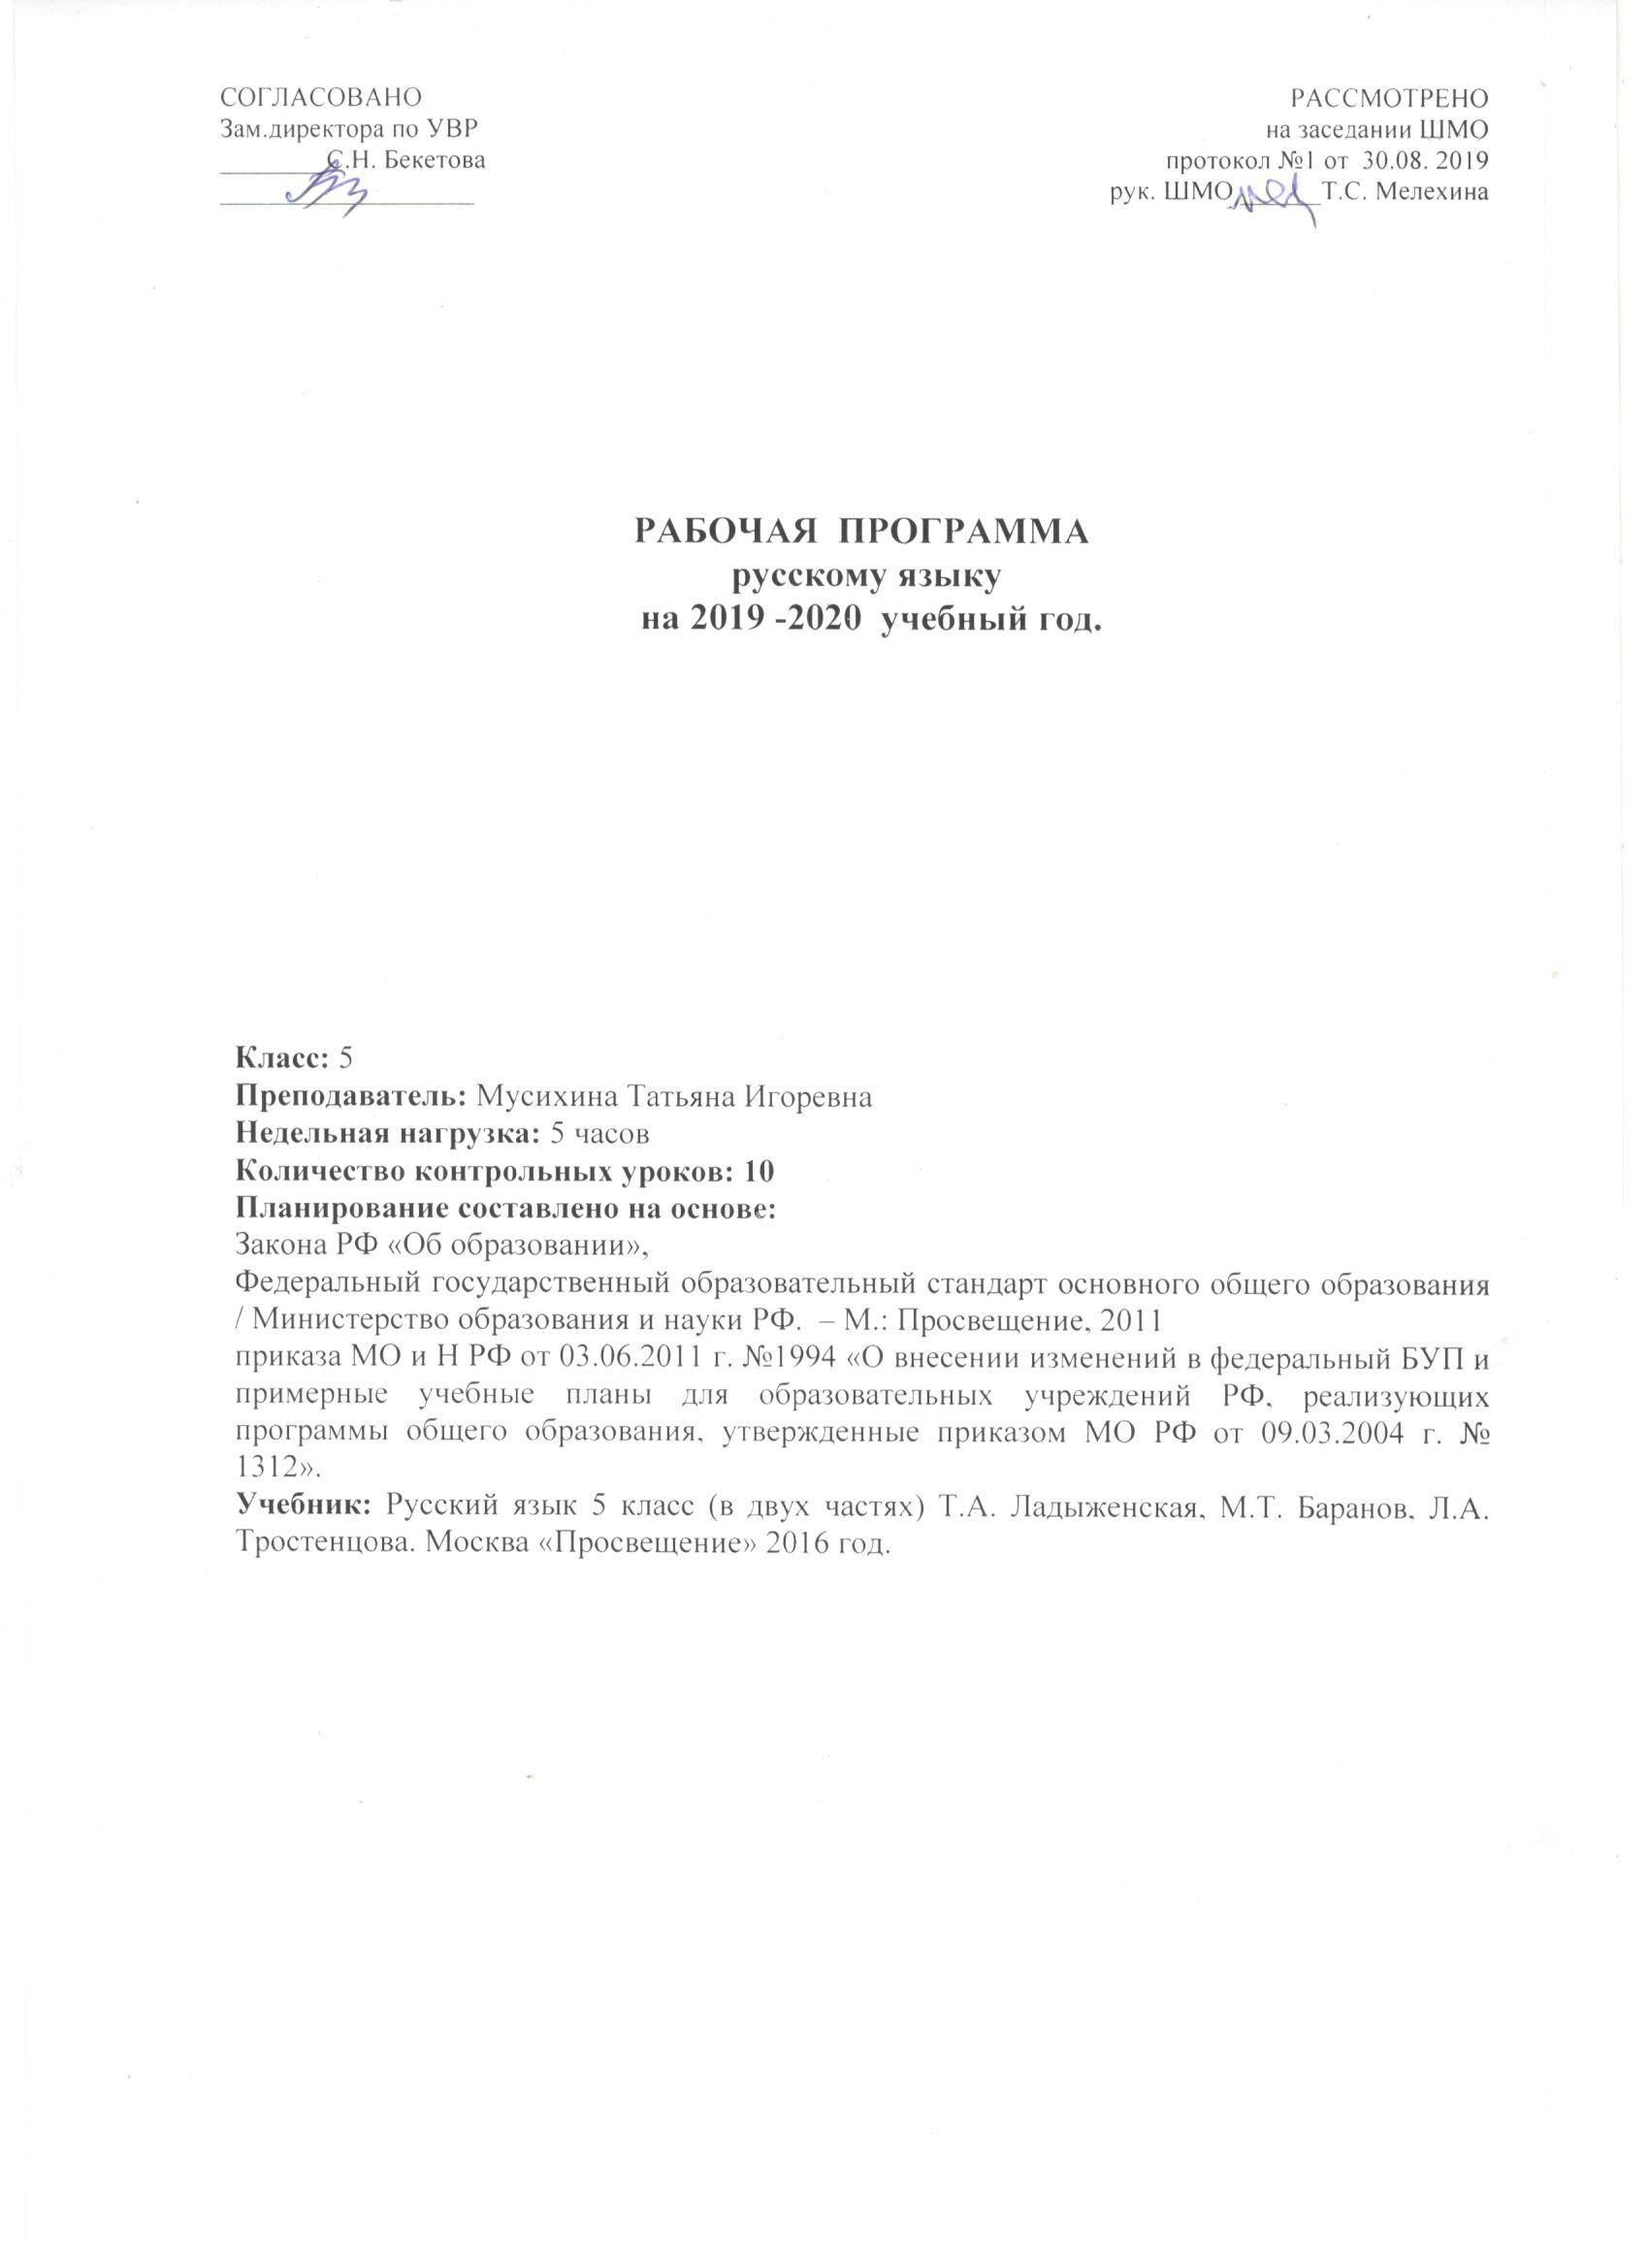 СОГЛАСОВАНО
Зам.директора по УВР
________С.Н. Бекетова
___________________
РАССМОТРЕНО
на заседании ШМО
протокол №1 от 30.08. 2019
рук. ШМО______Т.С. Мелехина
РАБОЧАЯ ПРОГРАММА
русскому языку
на 2019 -2020 учебный год.
Класс: 5
Преподаватель: Мусихина Татьяна Игоревна
Недельная нагрузка: 5 часов
Количество контрольных уроков: 10
Планирование составлено на основе:
Закона РФ «Об образовании»,
Федеральный государственный образовательный стандарт основного общего образования
/ Министерство образования и науки РФ. – М.: Просвещение, 2011
приказа МО и Н РФ от 03.06.2011 г. №1994 «О внесении изменений в федеральный БУП и
примерные учебные планы для образовательных учреждений РФ, реализующих
программы общего образования, утвержденные приказом МО РФ от 09.03.2004 г. №
1312».
Учебник: Русский язык 5 класс (в двух частях) Т.А. Ладыженская, М.Т. Баранов, Л.А.
Тростенцова. Москва «Просвещение» 2016 год.